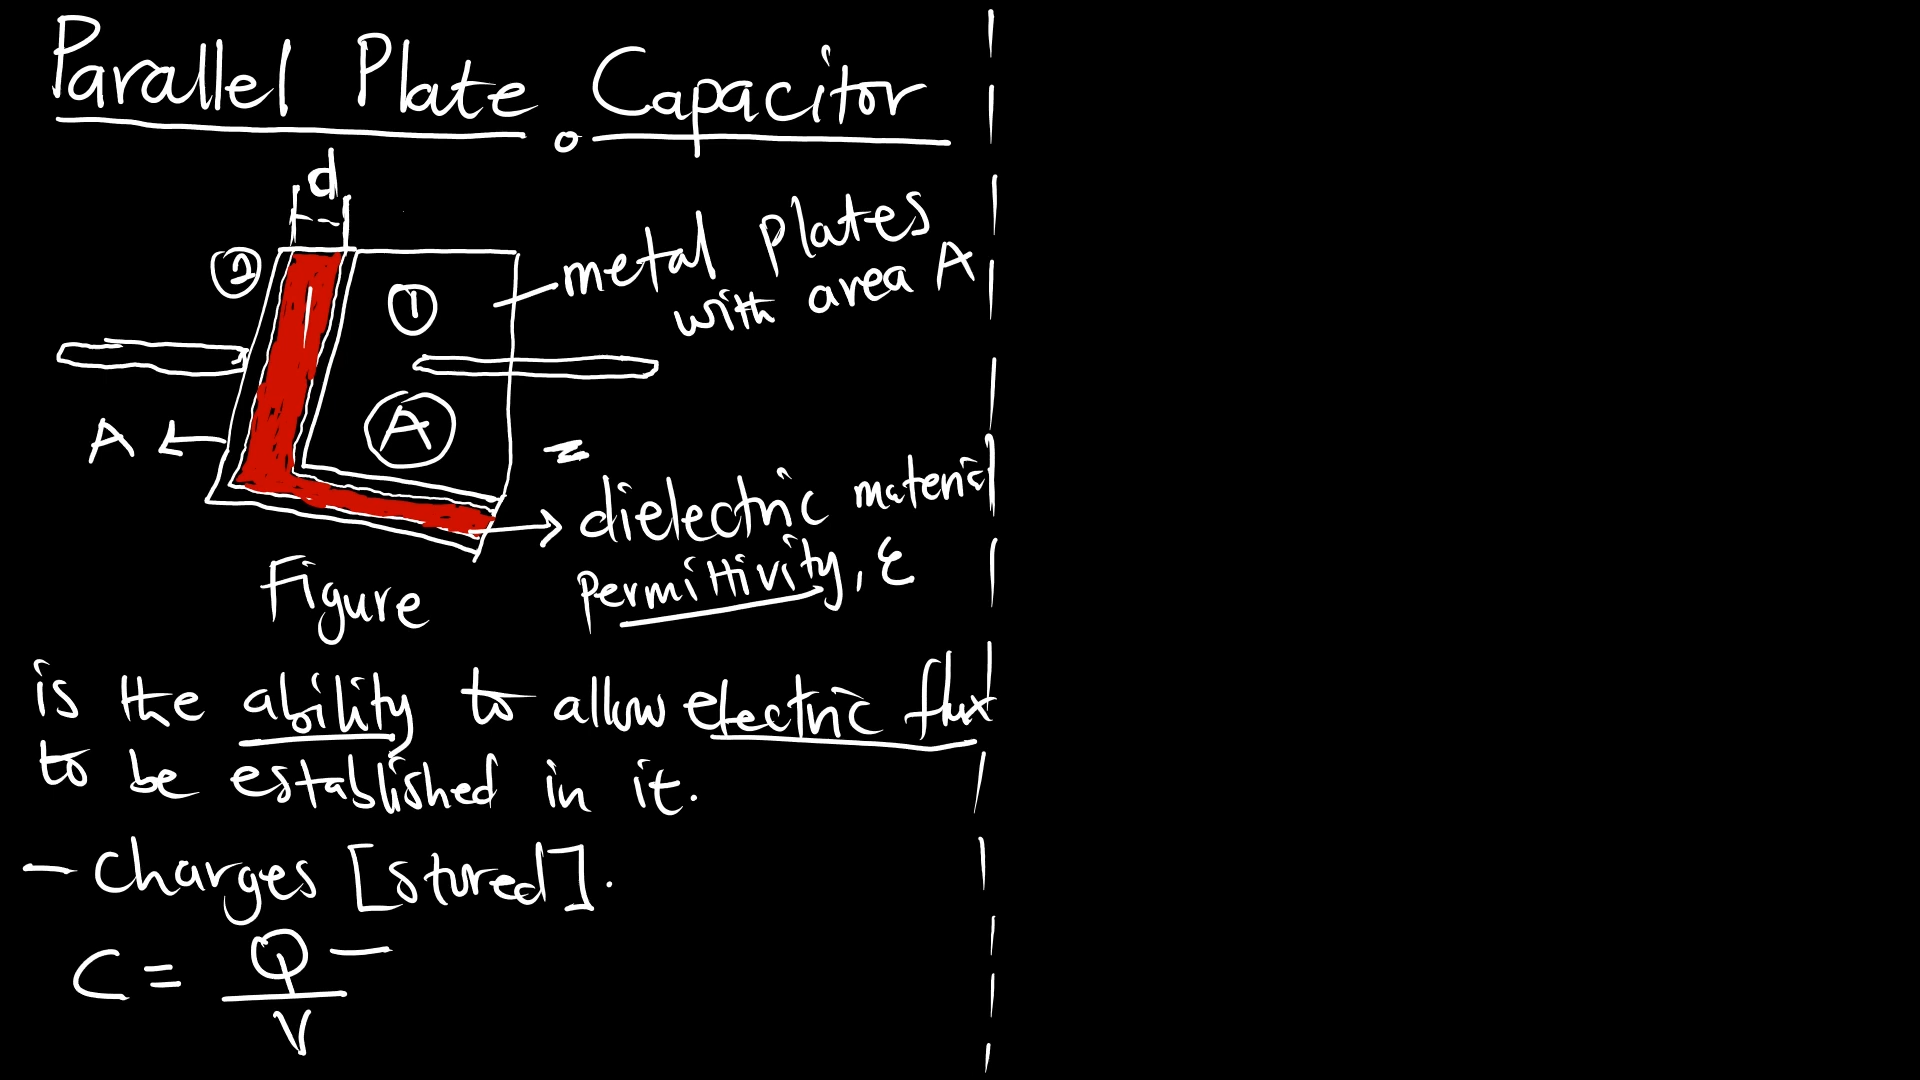 Parallel Plate Capacitor
d
metal plates
with area A
②
①
A
A
dielectric material
permittivity, ε
Figure
is the ability to allow electric flux
to be established in it.
- Charges [stored].
C = Q
V